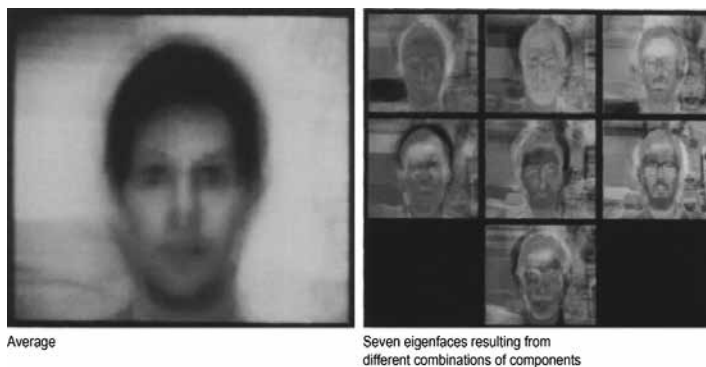 Average
Seven eigenfaces resulting from
different combinations of components